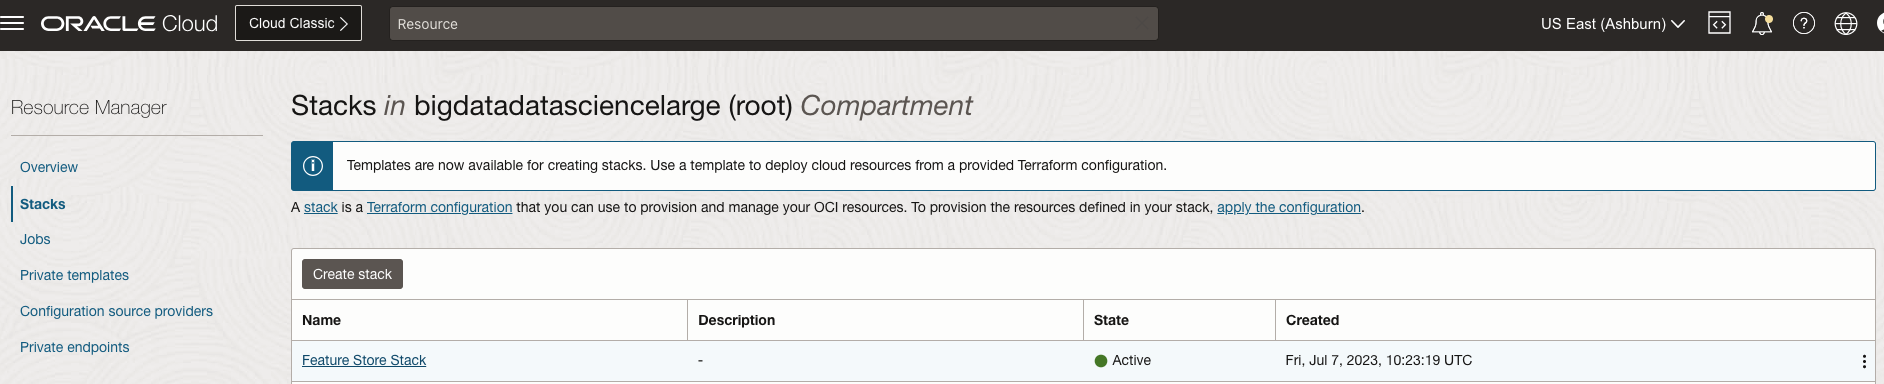 ORACLE Cloud Cloud Classic > Resource US East (Ashburn)
Resource Manager
Overview
Stacks
Jobs
Private templates
Configuration source providers
Private endpoints
Stacks in bigdatadatasciencelarge (root) Compartment
Templates are now available for creating stacks. Use a template to deploy cloud resources from a provided Terraform configuration.
A stack is a Terraform configuration that you can use to provision and manage your OCI resources. To provision the resources defined in your stack, apply the configuration.
Create stack
Name Description State Created
Feature Store Stack - Active Fri, Jul 7, 2023, 10:23:19 UTC